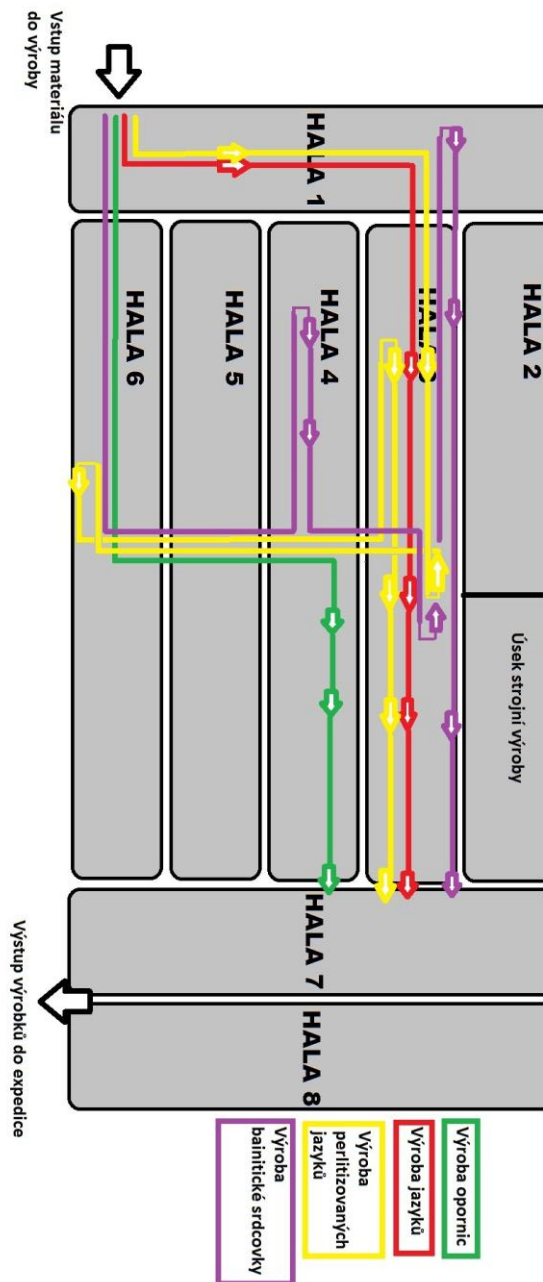 HALA 2
Úsek strojní výroby
HALA
HALA 1
HALA 4
HALA 7
HALA 8
HALA 5
HALA 6
Vstup materiálu
do výroby
Výstup výrobků do expedice
Výroba opornic
Výroba jazyků
Výroba
perlitizovaných
jazyků
Výroba
bainitické srdcovky